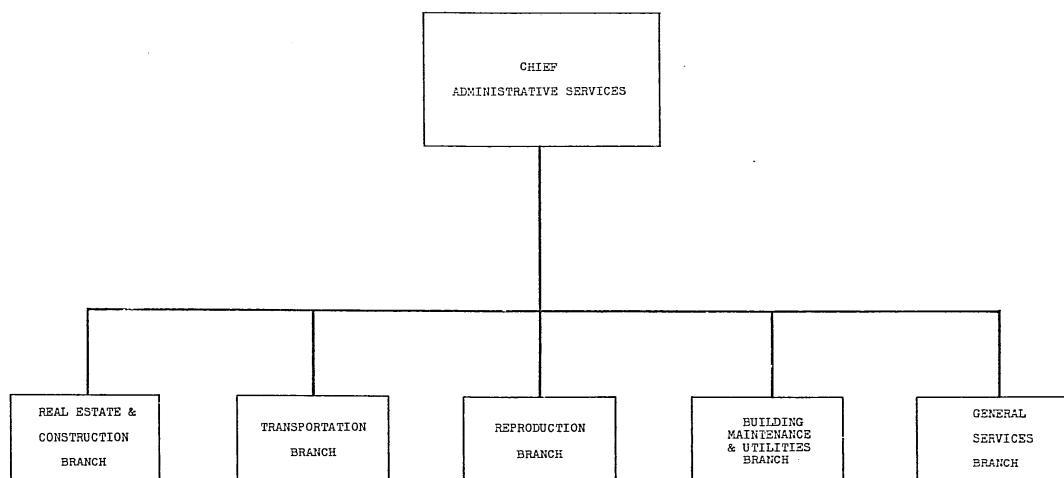 CHIEF
ADMINISTRATIVE SERVICES
REAL ESTATE &
CONSTRUCTION
BRANCH
TRANSPORTATION
BRANCH
REPRODUCTION
BRANCH
BUILDING
MAINTENANCE
& UTILITIES
BRANCH
GENERAL
SERVICES
BRANCH